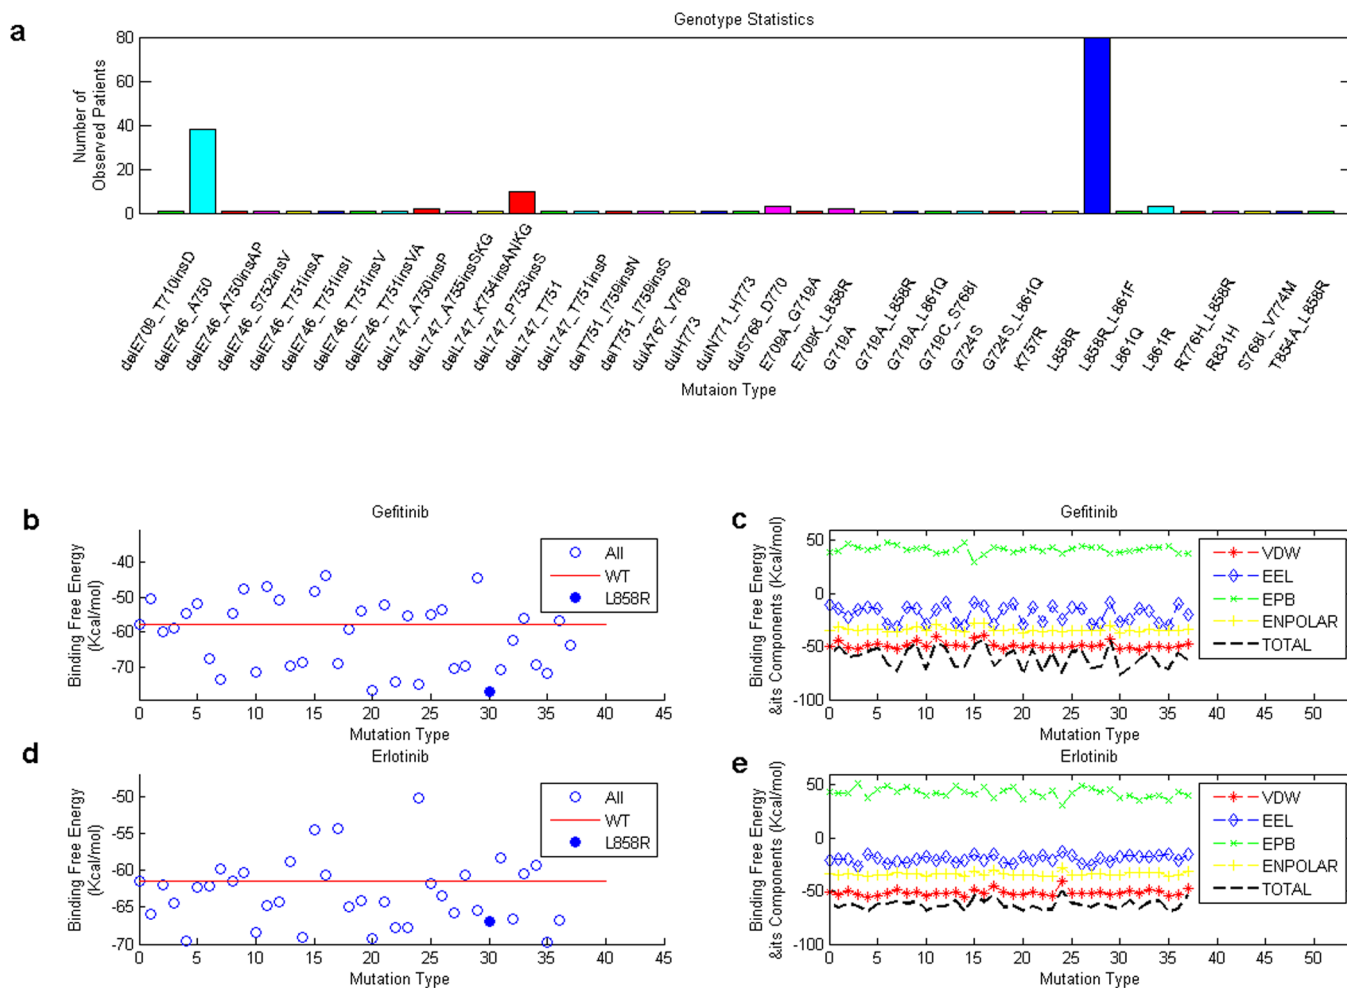 a
Genotype Statistics
Number of
Observed Patients
80
60
40
20
0
delE709_T710insD
delE746_A750
delE746_A750insAP
delE746_S752insV
delE746_T751insA
delE746_T751insI
delE746_T751insV
delE746_T751insVA
delL747_A750insP
delL747_A755insSKG
delL747_K754insANKG
delL747_P753insS
delL747_T751
delL747_T751insP
delT751_I759insN
delT751_I759insS
dulA767_V769
dulH773
dulN771_H773
dulS768_D770
E709A_G719A
E709K_L858R
G719A
G719A_L858R
G719A_L861Q
G719C_S768I
G724S
G724S_L861Q
K757R
L858R
L858R_L861F
L861Q
L861R
R776H_L858R
R831H
S768I_V774M
T854A_L858R
Mutaion Type
b
Gefitinib
Binding Free Energy
(Kcal/mol)
-40
-50
-60
-70
0 5 10 15 20 25 30 35 40 45
Mutation Type
All
WT
L858R
c
Gefitinib
Binding Free Energy
&its Components (Kcal/mol)
50
0
-50
-100
0 5 10 15 20 25 30 35 40 45 50
Mutation Type
VDW
EEL
EPB
ENPOLAR
TOTAL
d
Erlotinib
Binding Free Energy
(Kcal/mol)
-50
-55
-60
-65
-70
0 5 10 15 20 25 30 35 40 45
Mutation Type
All
WT
L858R
e
Erlotinib
Binding Free Energy
&its Components (Kcal/mol)
50
0
-50
-100
0 5 10 15 20 25 30 35 40 45 50
Mutation Type
VDW
EEL
EPB
ENPOLAR
TOTAL